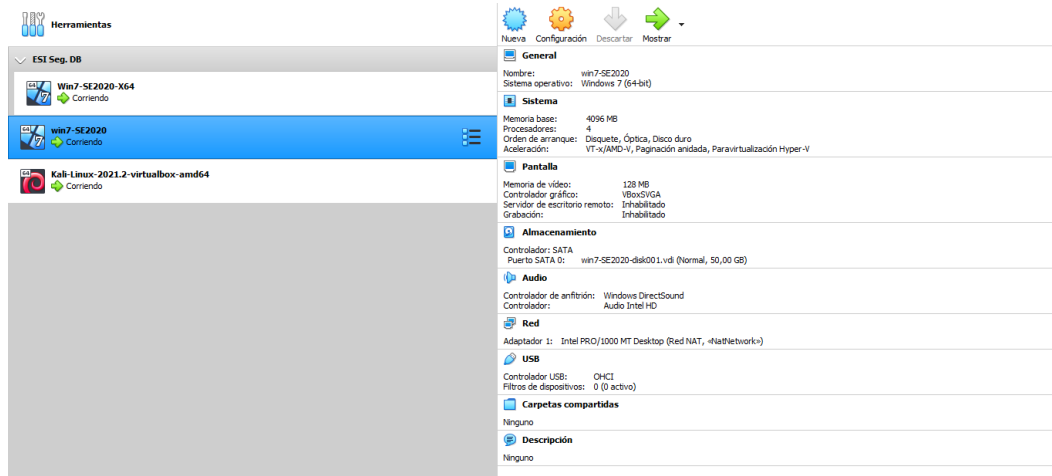 Herramientas
ESI Seg. DB
64
7
Win7-SE2020-X64
Corriendo
64
7
win7-SE2020
Corriendo
64
Kali-Linux-2021.2-virtualbox-amd64
Corriendo
Nueva Configuración Descartar Mostrar
General
Nombre: win7-SE2020
Sistema operativo: Windows 7 (64-bit)
Sistema
Memoria base: 4096 MB
Procesadores: 4
Orden de arranque: Disquete, Óptica, Disco duro
Aceleración: VT-x/AMD-V, Paginación anidada, Paravirtualización Hyper-V
Pantalla
Memoria de vídeo: 128 MB
Controlador gráfico: VBoxSVGA
Servidor de escritorio remoto: Inhabilitado
Grabación: Inhabilitado
Almacenamiento
Controlador: SATA
Puerto SATA 0: win7-SE2020-disk001.vdi (Normal, 50,00 GB)
Audio
Controlador de anfitrión: Windows DirectSound
Controlador: Audio Intel HD
Red
Adaptador 1: Intel PRO/1000 MT Desktop (Red NAT, «NatNetwork»)
USB
Controlador USB: OHCI
Filtros de dispositivos: 0 (0 activo)
Carpetas compartidas
Ninguno
Descripción
Ninguno